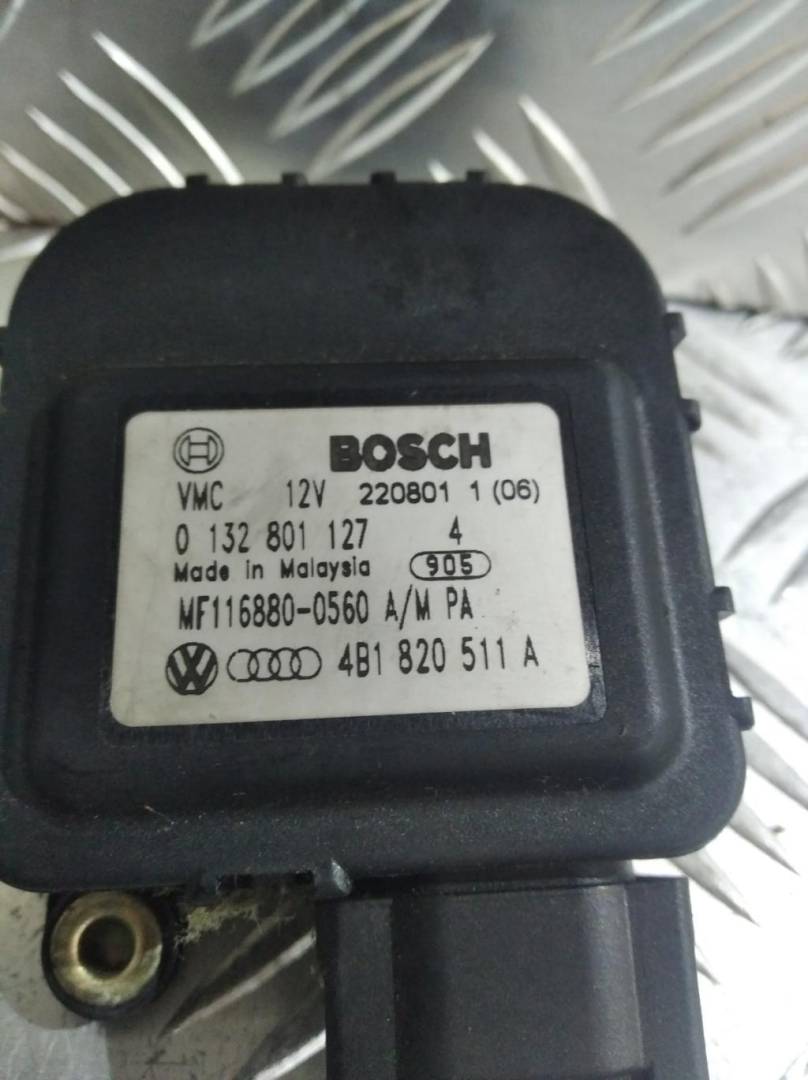 BOSCH
VMC 12V 220801 1 (06)
0 132 801 127 4
Made in Malaysia 905
MF116880-0560 A/M PA
VW 4B1 820 511 A